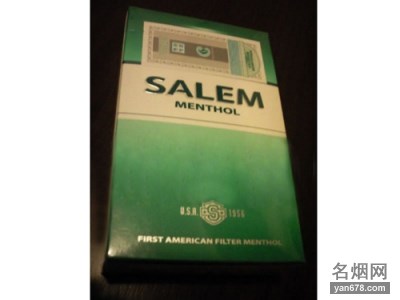 SALEM
MENTHOL
U.S.A. S 1956
FIRST AMERICAN FILTER MENTHOL
名烟网
yan678.com